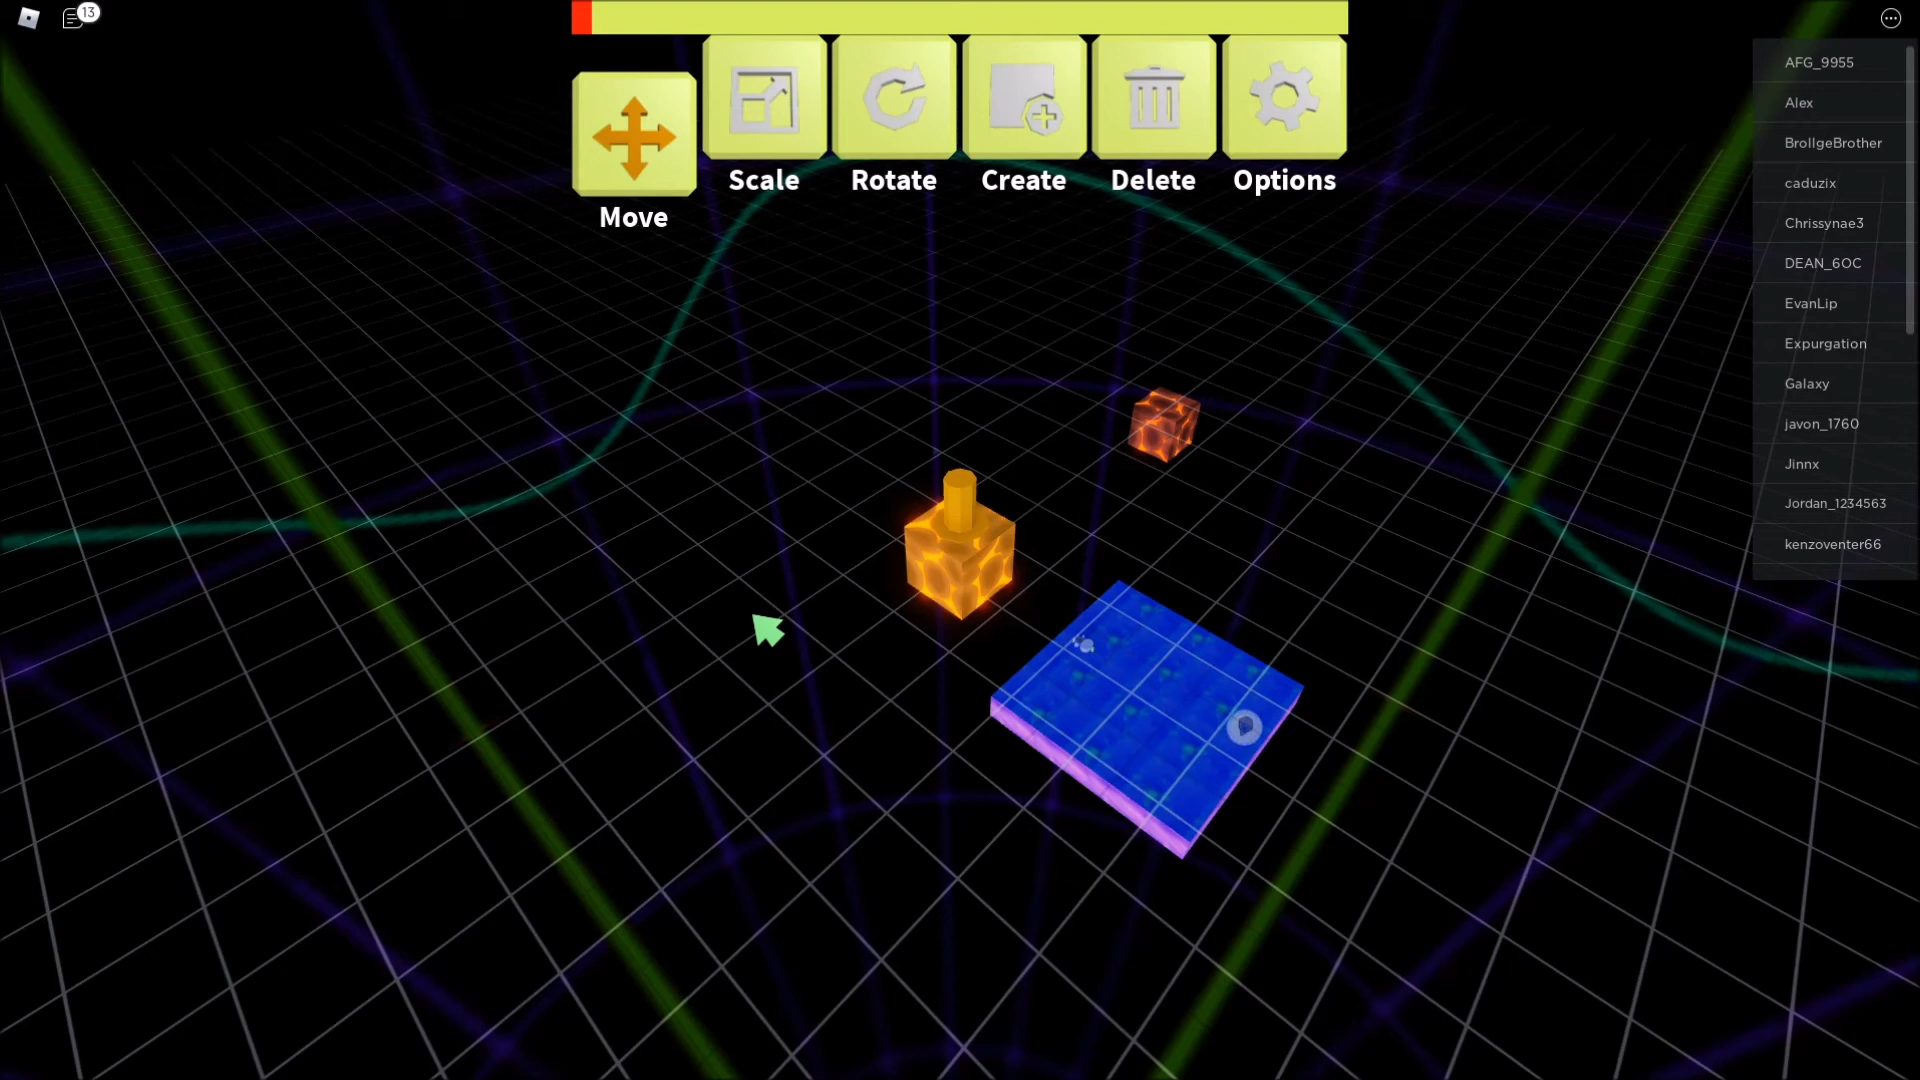 13
Scale
Rotate
Create
Delete
Options
Move
AFG_9955
Alex
BrollgeBrother
caduzix
Chrissynae3
DEAN_6OC
EvanLip
Expurgation
Galaxy
javon_1760
Jinnx
Jordan_1234563
kenzoventer66